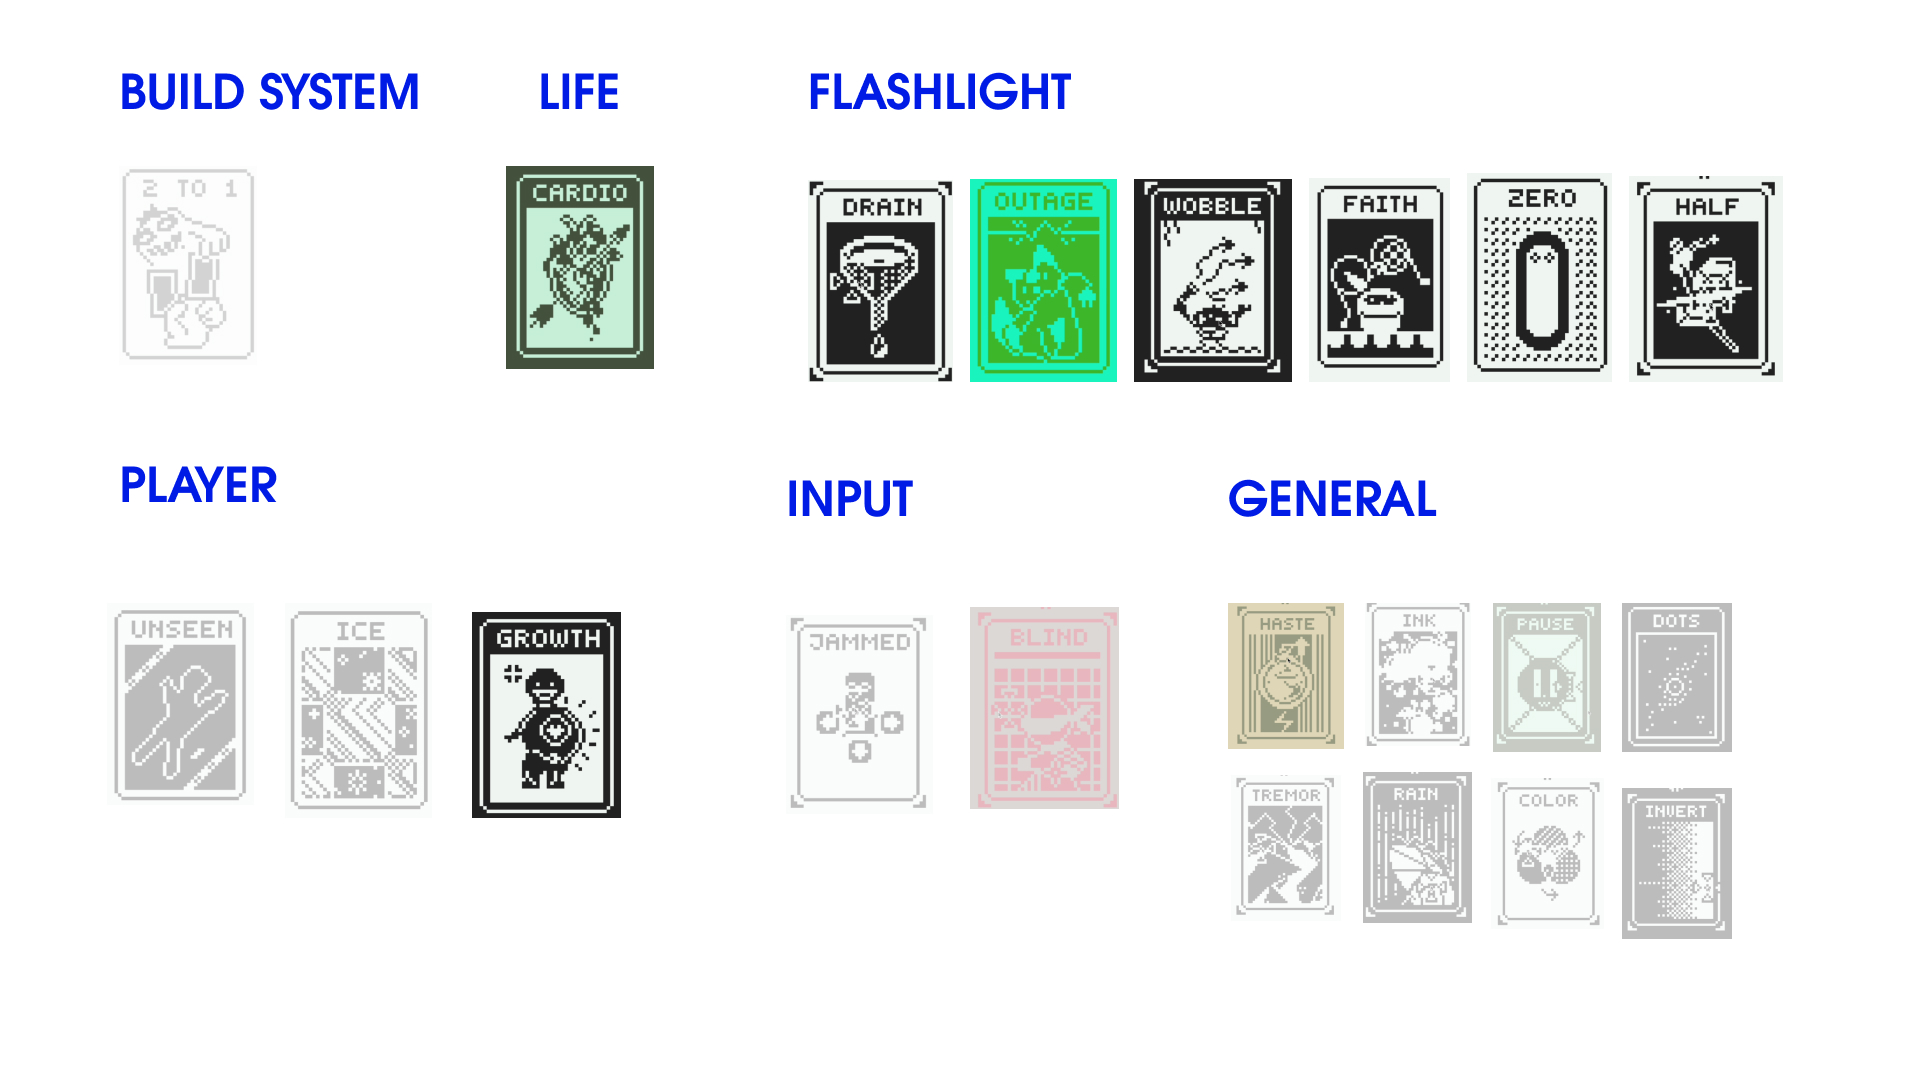 BUILD SYSTEM
2 TO 1
LIFE
CARDIO
FLASHLIGHT
DRAIN
OUTAGE
WOBBLE
FAITH
ZERO
HALF
PLAYER
UNSEEN
ICE
GROWTH
INPUT
JAMMED
BLIND
GENERAL
HASTE
INK
PAUSE
DOTS
TREMOR
RAIN
COLOR
INVERT